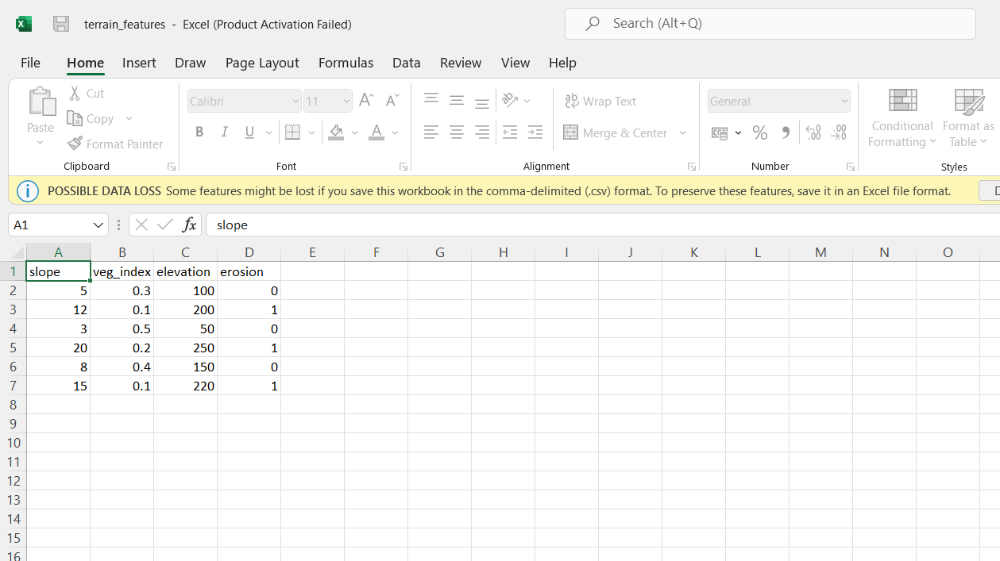 terrain_features - Excel (Product Activation Failed)
Search (Alt+Q)
File Home Insert Draw Page Layout Formulas Data Review View Help
Paste
Cut
Copy
Format Painter
Clipboard
Calibri 11
B I U
Font
Wrap Text
Merge & Center
Alignment
General
Number
Conditional Formatting
Format as Table
Styles
POSSIBLE DATA LOSS Some features might be lost if you save this workbook in the comma-delimited (.csv) format. To preserve these features, save it in an Excel file format.
A1 fx slope
A B C D E F G H I J K L M N O
1 slope veg_index elevation erosion
2 5 0.3 100 0
3 12 0.1 200 1
4 3 0.5 50 0
5 20 0.2 250 1
6 8 0.4 150 0
7 15 0.1 220 1
8
9
10
11
12
13
14
15
16